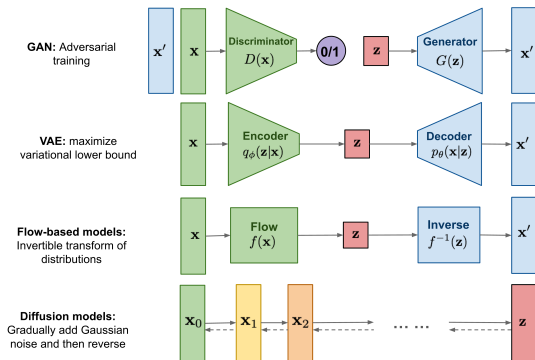 GAN: Adversarial
training
x′
x
Discriminator
D(x)
0/1
z
Generator
G(z)
x′
VAE: maximize
variational lower bound
x
Encoder
qϕ(z|x)
z
Decoder
pθ(x|z)
x′
Flow-based models:
Invertible transform of
distributions
x
Flow
f(x)
z
Inverse
f⁻¹(z)
x′
Diffusion models:
Gradually add Gaussian
noise and then reverse
x₀
x₁
x₂
... ...
z